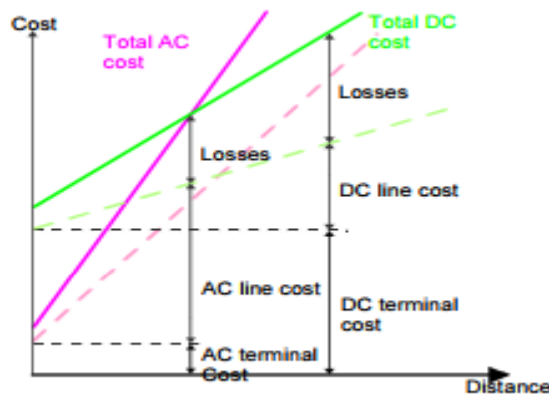 Cost
Total AC
cost
Total DC
cost
Losses
Losses
DC line cost
AC line cost
DC terminal
cost
AC terminal
Cost
Distance